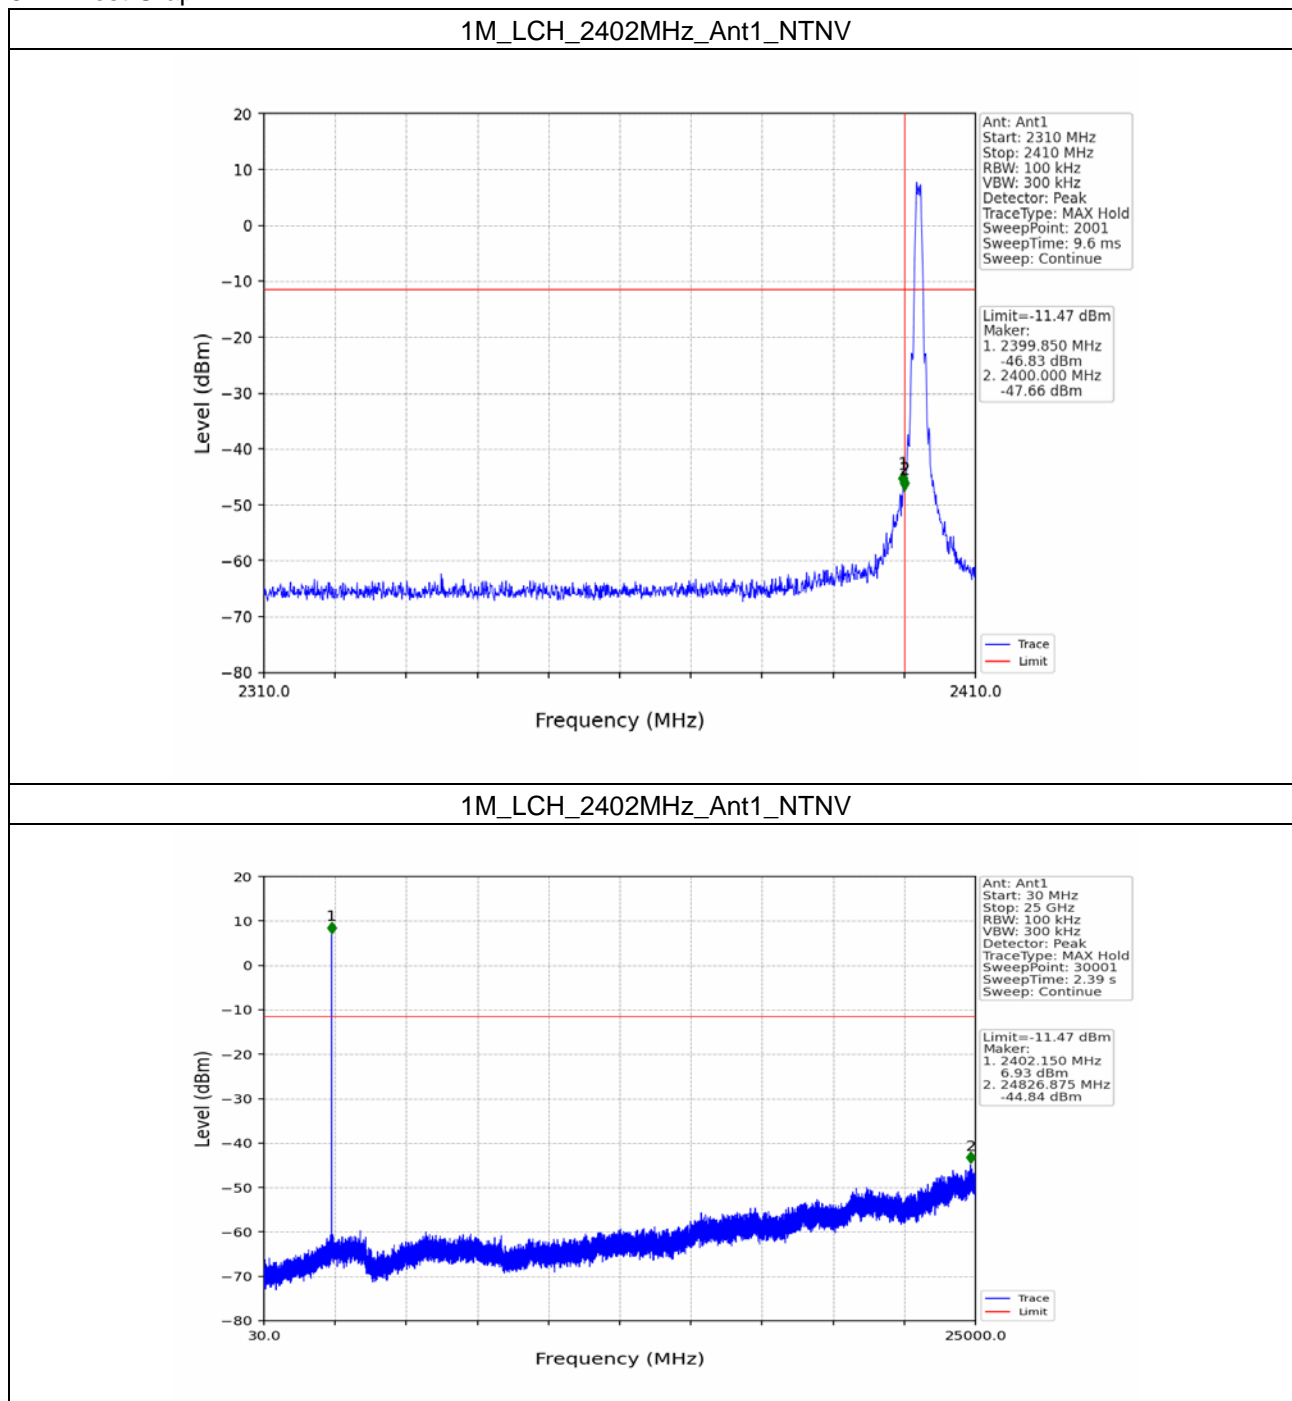 1M_LCH_2402MHz_Ant1_NTNV
20
10
0
−10
−20
−30
−40
−50
−60
−70
−80
Level (dBm)
2310.0
2410.0
Frequency (MHz)
1
2
Ant: Ant1
Start: 2310 MHz
Stop: 2410 MHz
RBW: 100 kHz
VBW: 300 kHz
Detector: Peak
TraceType: MAX Hold
SweepPoint: 2001
SweepTime: 9.6 ms
Sweep: Continue
Limit=-11.47 dBm
Maker:
1. 2399.850 MHz
-46.83 dBm
2. 2400.000 MHz
-47.66 dBm
Trace
Limit
1M_LCH_2402MHz_Ant1_NTNV
20
10
0
−10
−20
−30
−40
−50
−60
−70
−80
Level (dBm)
30.0
25000.0
Frequency (MHz)
1
2
Ant: Ant1
Start: 30 MHz
Stop: 25 GHz
RBW: 100 kHz
VBW: 300 kHz
Detector: Peak
TraceType: MAX Hold
SweepPoint: 30001
SweepTime: 2.39 s
Sweep: Continue
Limit=-11.47 dBm
Maker:
1. 2402.150 MHz
6.93 dBm
2. 24826.875 MHz
-44.84 dBm
Trace
Limit